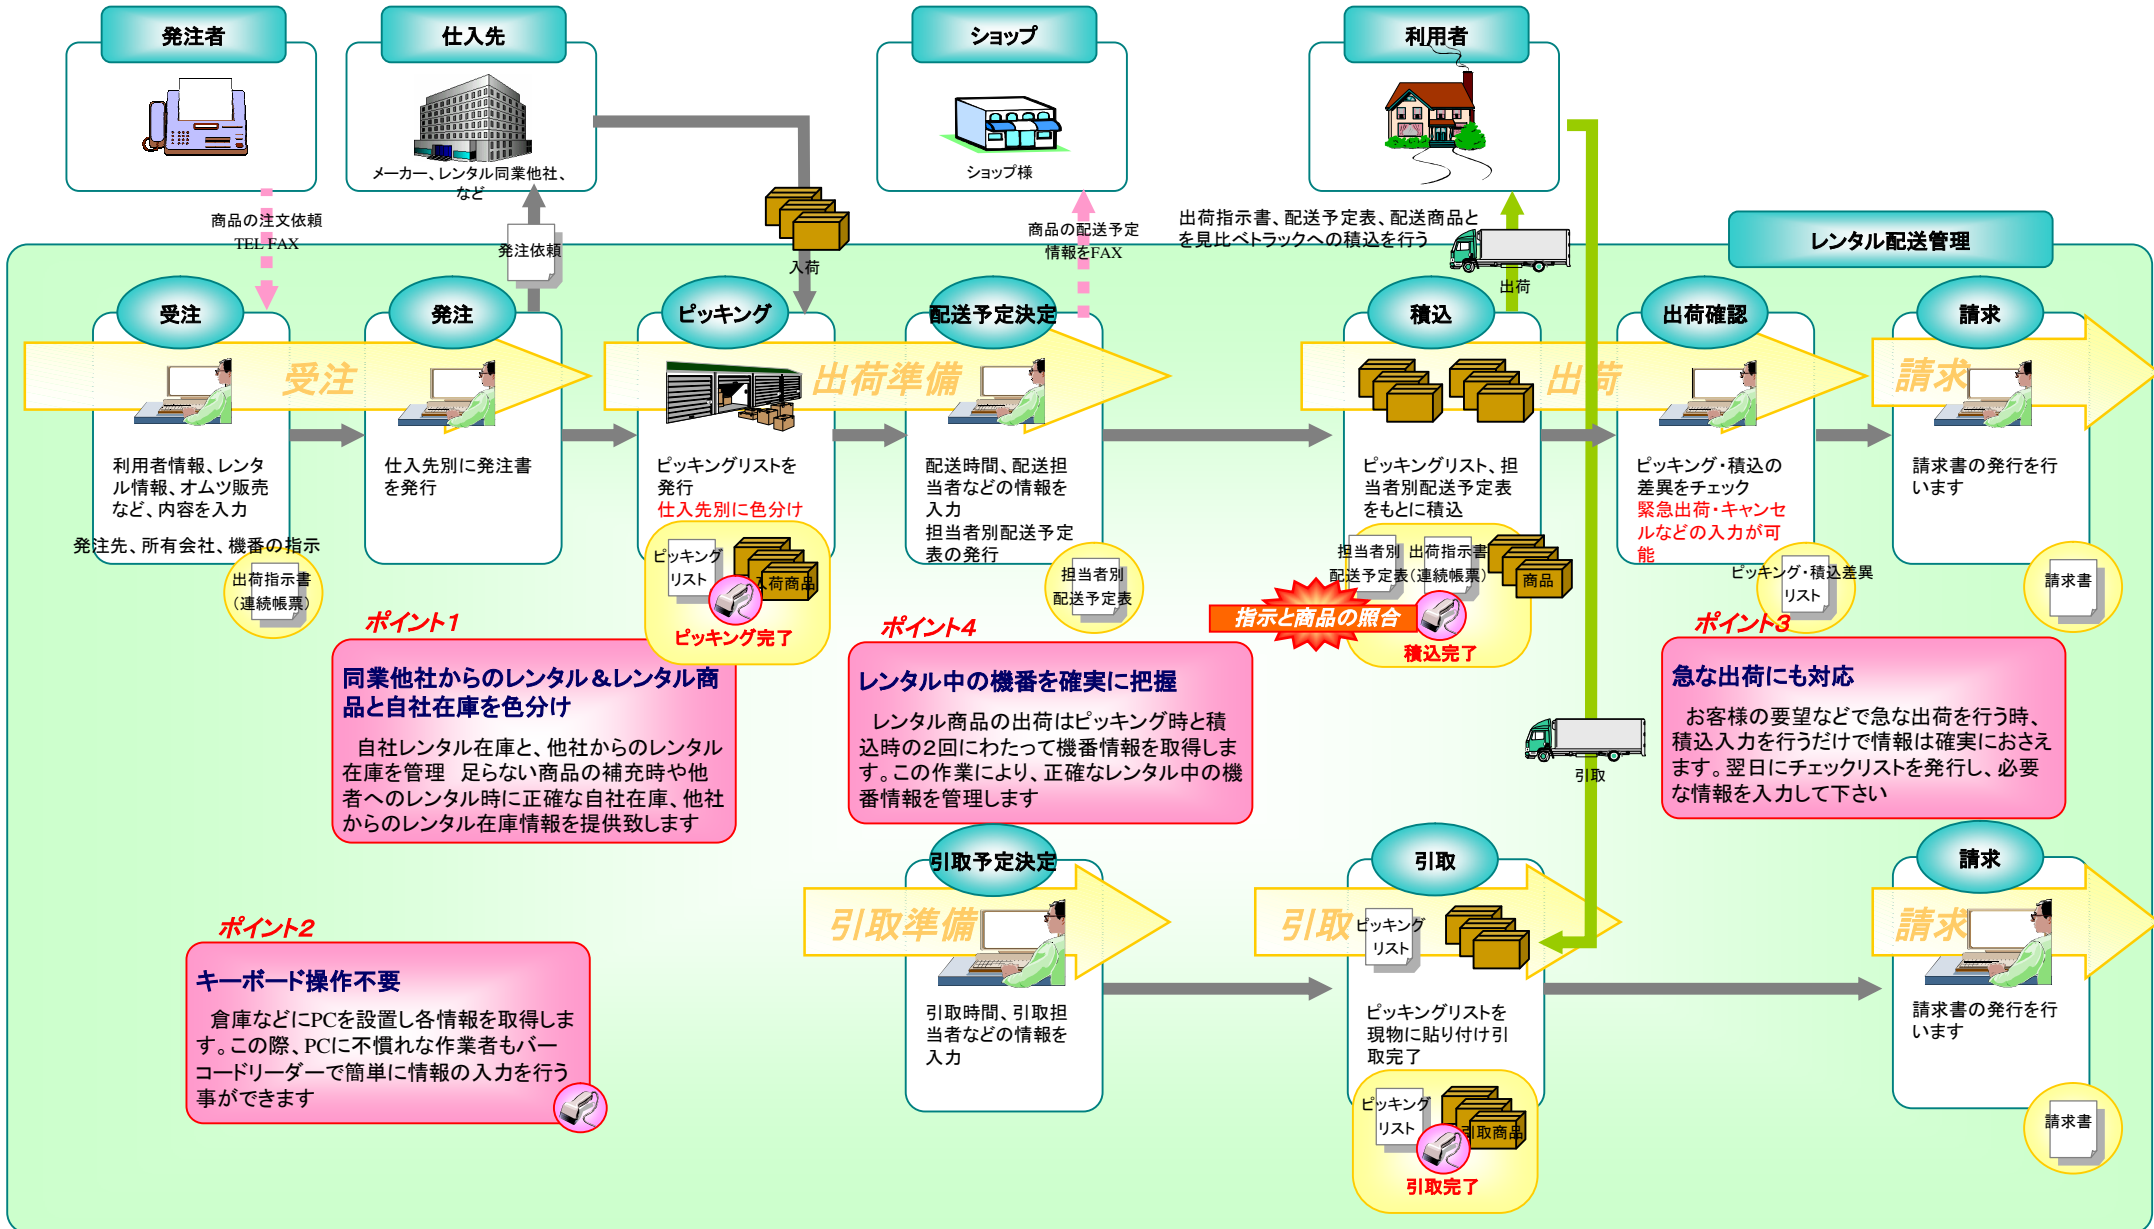 発注者
仕入先
メーカー、レンタル同業他社、
など
ショップ
ショップ様
利用者
商品の注文依頼
TEL FAX
発注依頼
入荷
商品の配送予定
情報をFAX
出荷指示書、配送予定表、配送商品と
を見比べトラックへの積込を行う
出荷
レンタル配送管理
受注
発注
ピッキング
配送予定決定
積込
出荷確認
請求
受注
出荷準備
出荷
請求
利用者情報、レンタ
ル情報、オムツ販売
など、内容を入力
発注先、所有会社、機番の指示
出荷指示書
（連続帳票）
仕入先別に発注書
を発行
ピッキングリストを
発行
仕入先別に色分け
ピッキング
リスト
入荷商品
ピッキング完了
配送時間、配送担
当者などの情報を
入力
担当者別配送予定
表の発行
担当者別
配送予定表
ピッキングリスト、担
当者別配送予定表
をもとに積込
担当者別
配送予定表
出荷指示書
（連続帳票）
商品
指示と商品の照合
積込完了
ピッキング・積込の
差異をチェック
緊急出荷・キャンセ
ルなどの入力が可
能
ピッキング・積込差異
リスト
請求書の発行を行
います
請求書
ポイント1
同業他社からのレンタル＆レンタル商
品と自社在庫を色分け
自社レンタル在庫と、他社からのレンタル
在庫を管理　足らない商品の補充時や他
者へのレンタル時に正確な自社在庫、他社
からのレンタル在庫情報を提供致します
ポイント4
レンタル中の機番を確実に把握
レンタル商品の出荷はピッキング時と積
込時の２回にわたって機番情報を取得しま
す。この作業により、正確なレンタル中の機
番情報を管理します
ポイント3
急な出荷にも対応
お客様の要望などで急な出荷を行う時、
積込入力を行うだけで情報は確実におさえ
ます。翌日にチェックリストを発行し、必要
な情報を入力して下さい
引取
ポイント2
キーボード操作不要
倉庫などにPCを設置し各情報を取得しま
す。この際、PCに不慣れな作業者もバー
コードリーダーで簡単に情報の入力を行う
事ができます
引取予定決定
引取準備
引取時間、引取担
当者などの情報を
入力
引取
引取
ピッキング
リスト
ピッキングリストを
現物に貼り付け引
取完了
ピッキング
リスト
引取商品
引取完了
請求
請求
請求書の発行を行
います
請求書